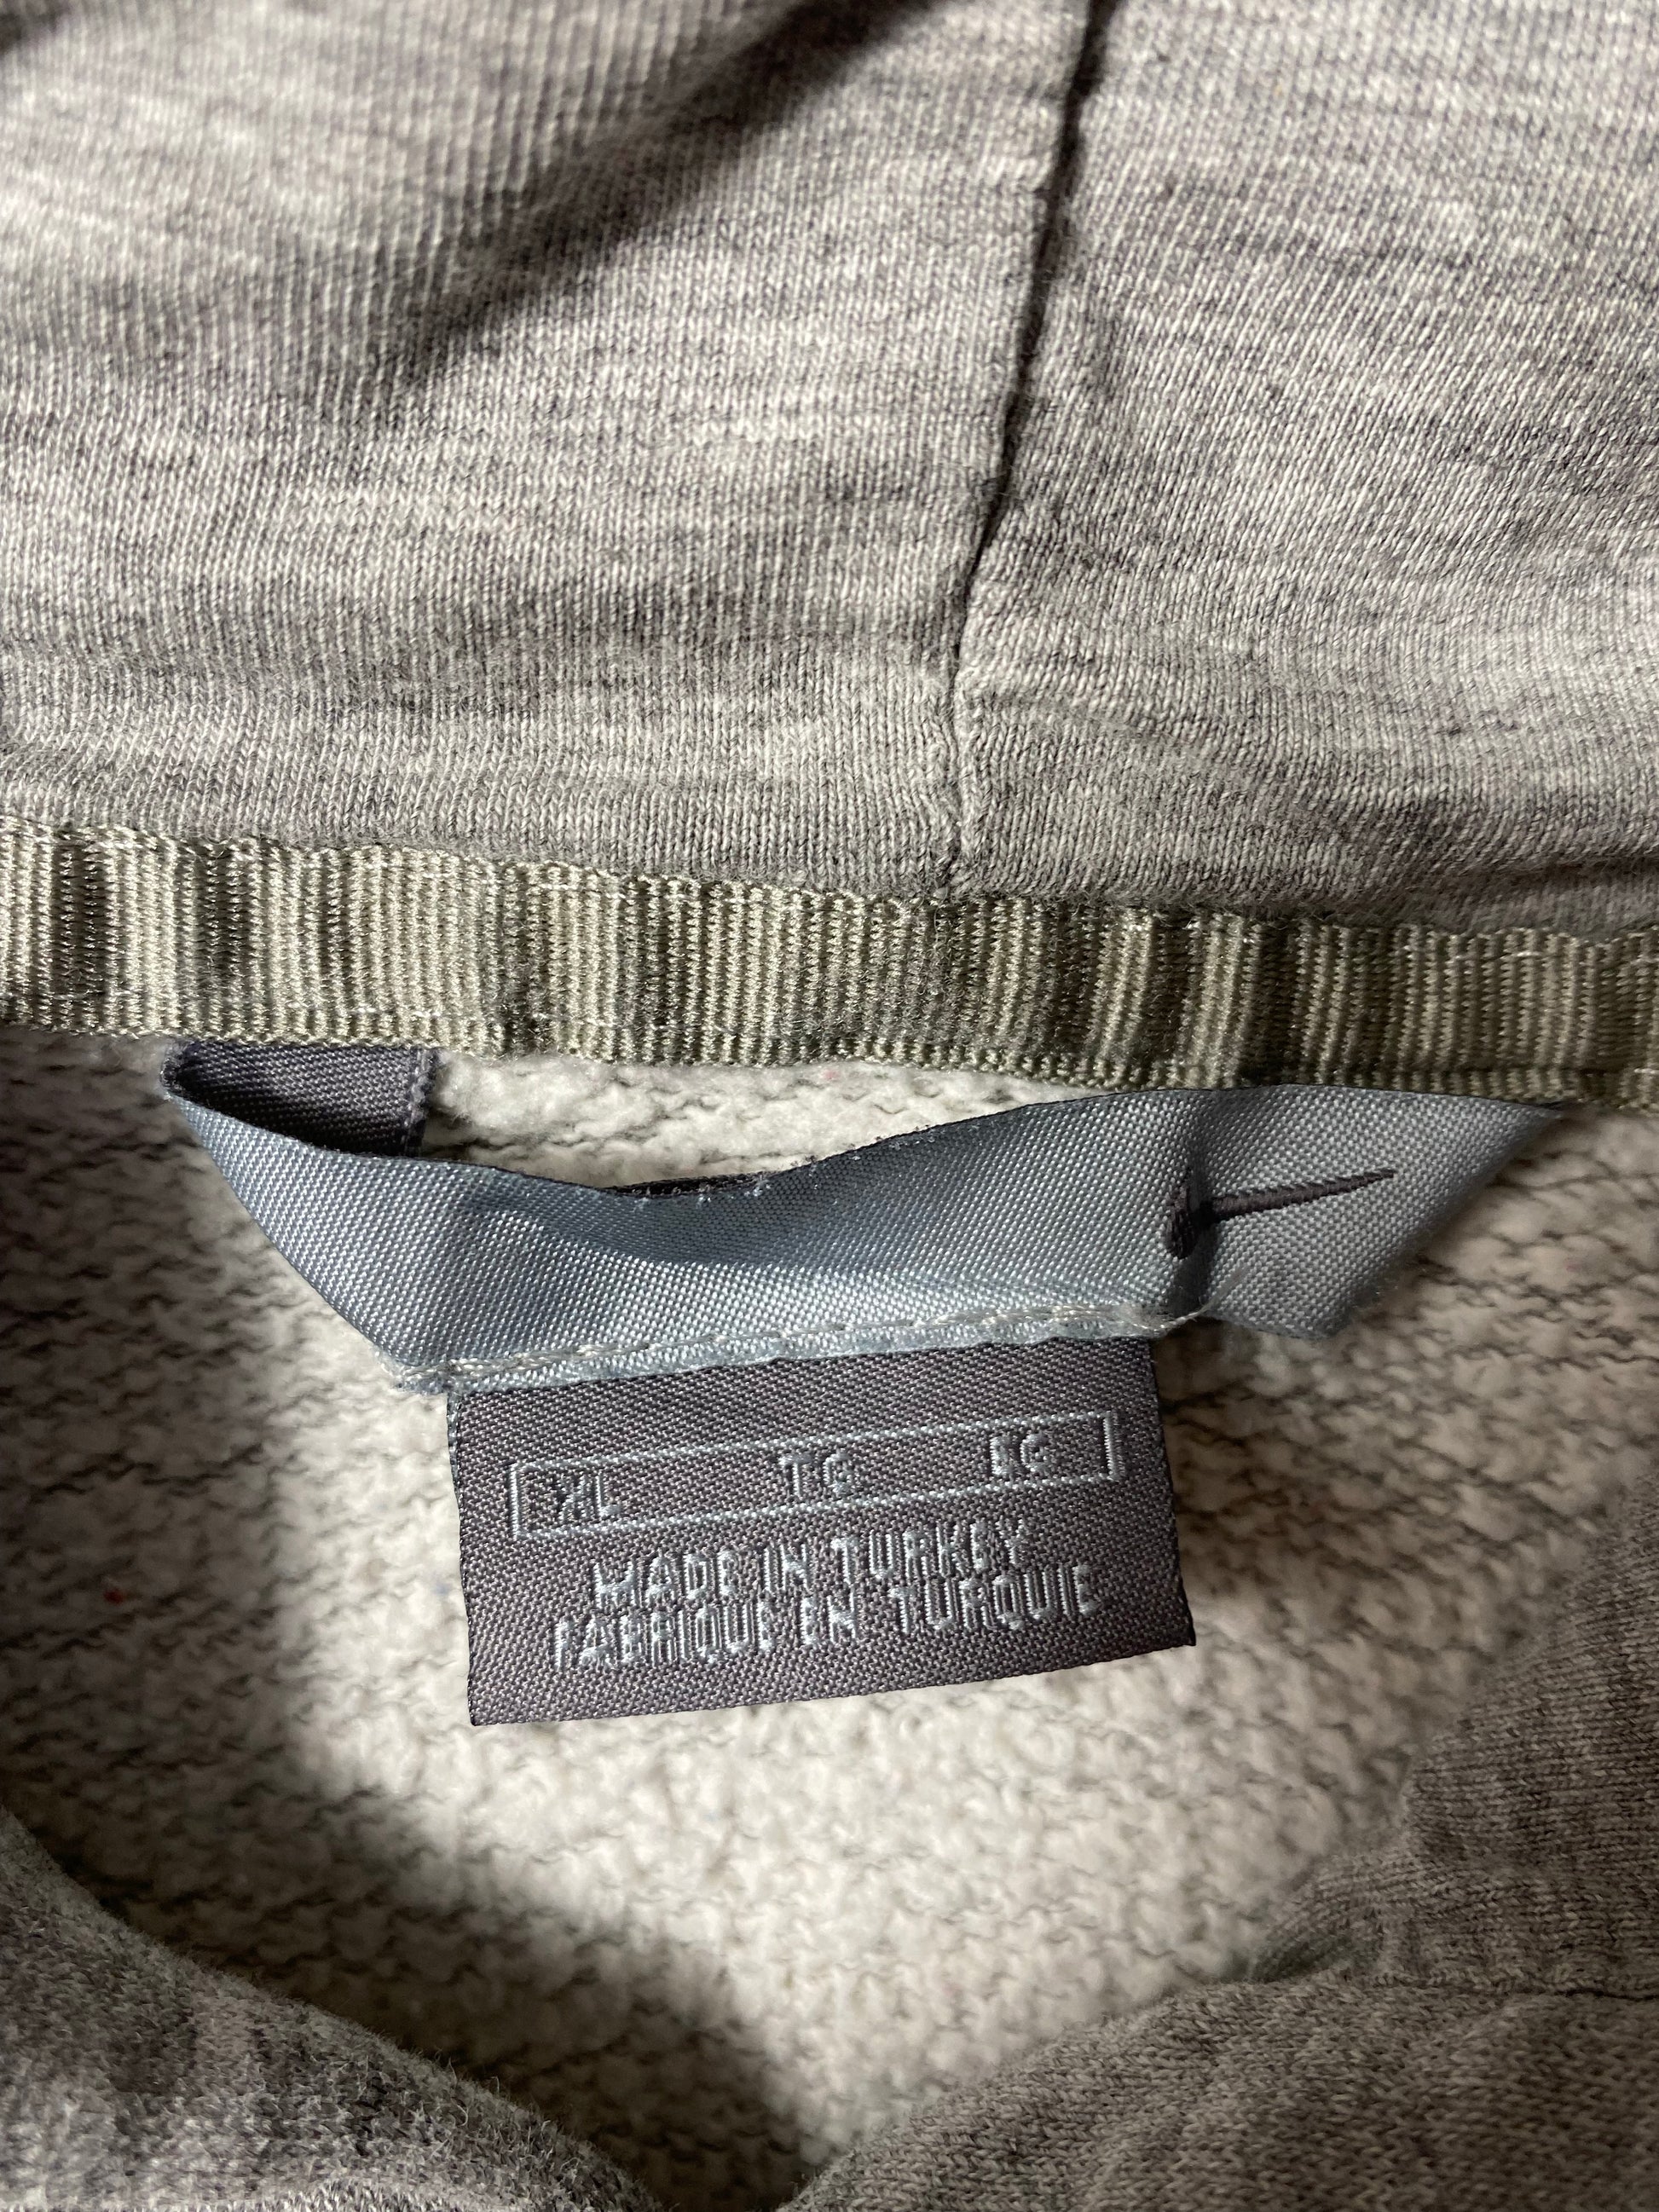 XL TG EG
MADE IN TURKEY
FABRIQUE EN TURQUIE